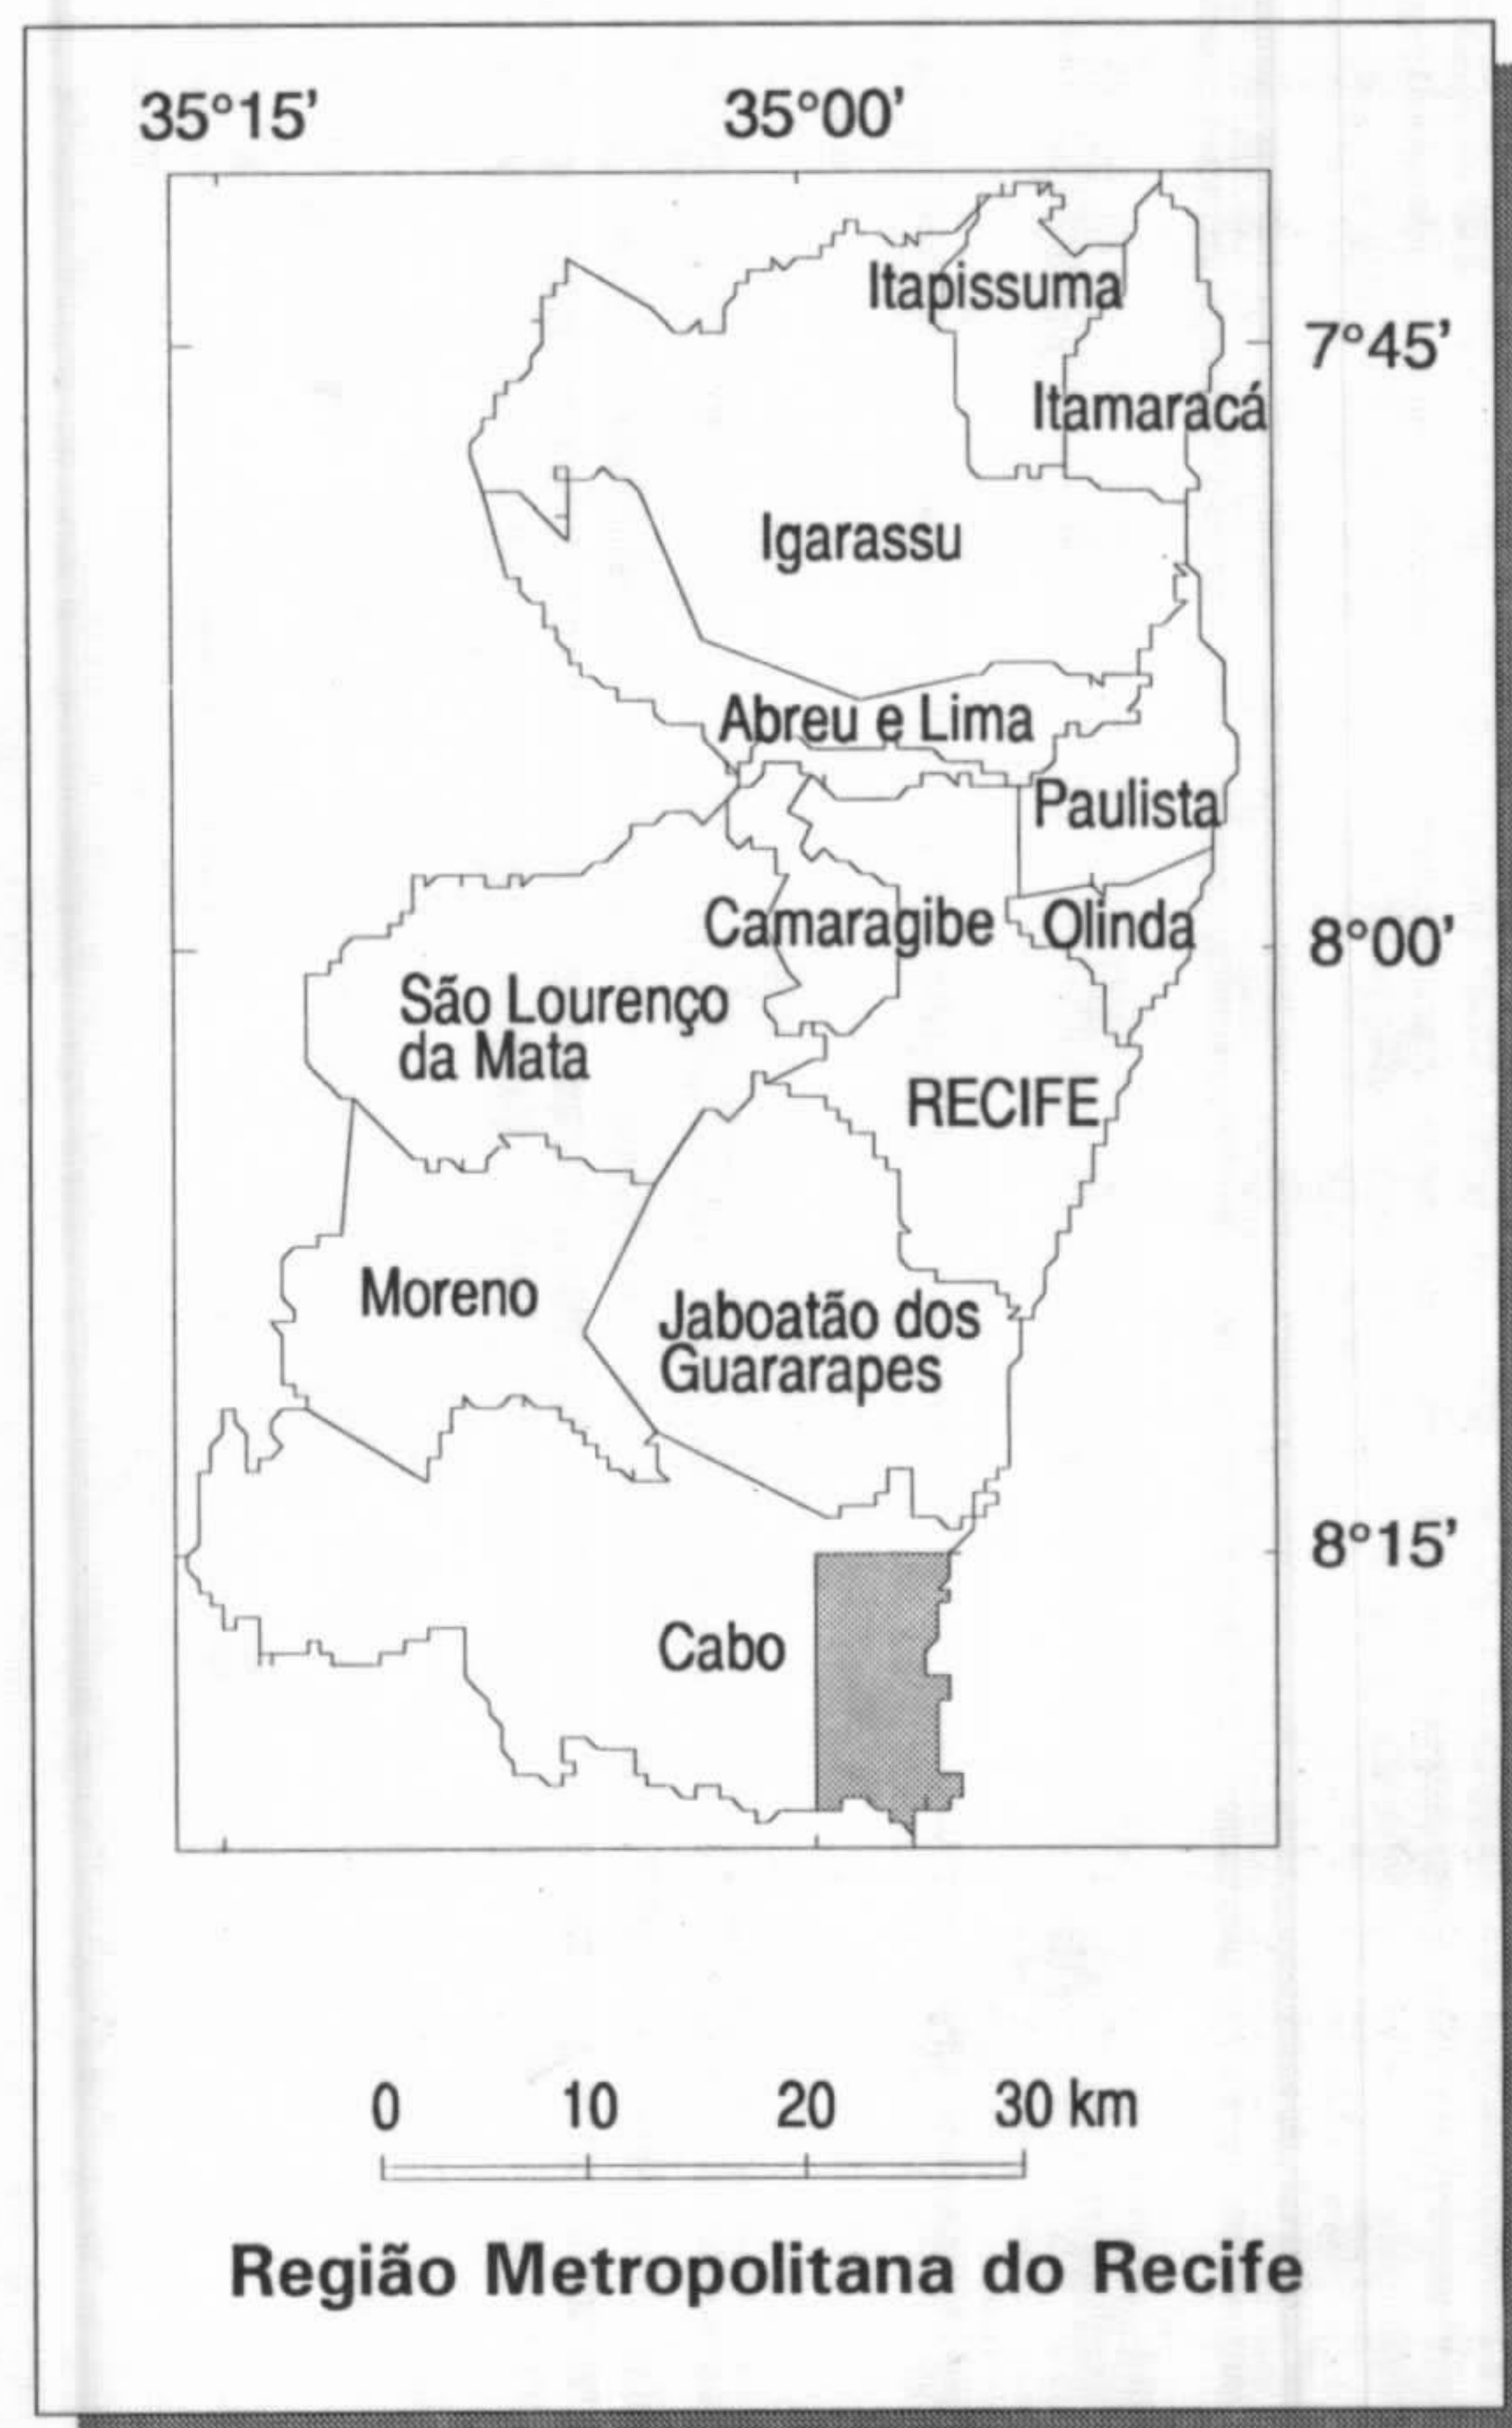 35°15' 35°00'
Itapissuma
7°45'
Itamaracá
Igarassu
Abreu e Lima
Paulista
Camaragibe Olinda
8°00'
São Lourenço
da Mata
RECIFE
Moreno
Jaboatão dos
Guararapes
8°15'
Cabo
0 10 20 30 km
Região Metropolitana do Recife